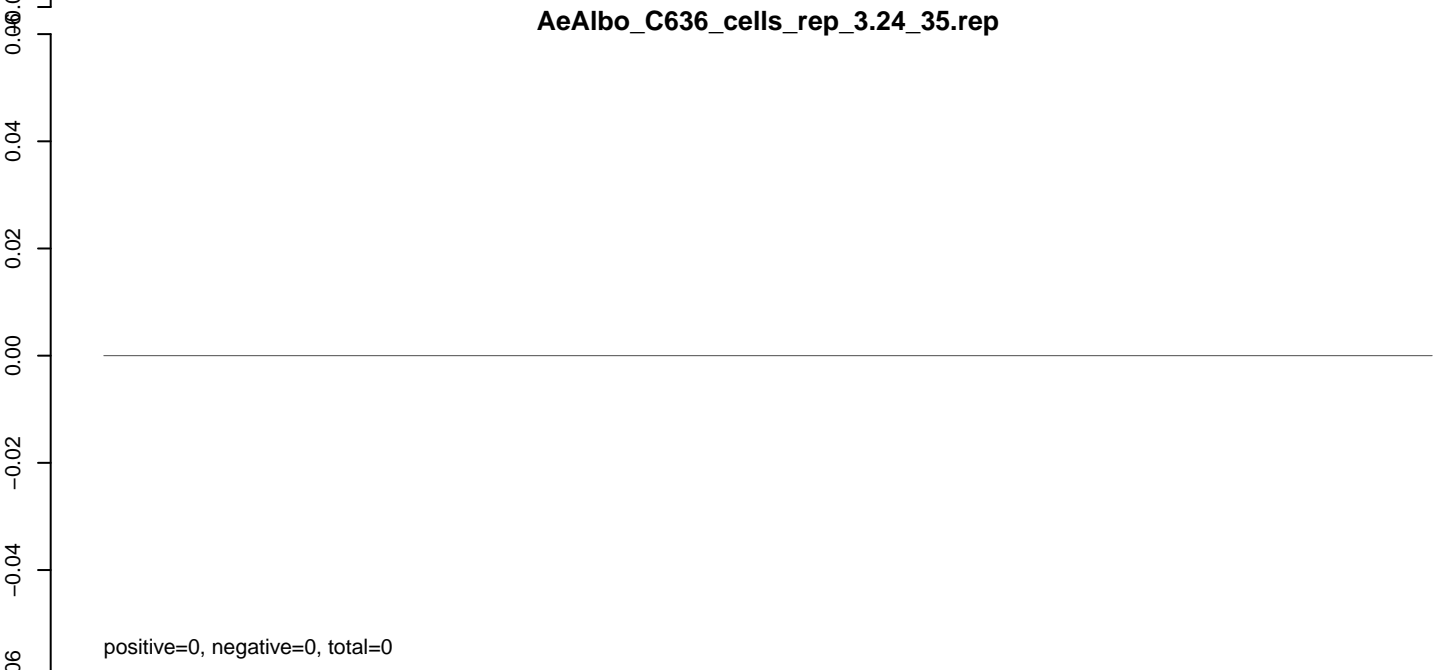 AeAlbo_C636_cells_rep_3.24_35.rep
0.04
0.02
0.00
−0.02
−0.04
positive=0, negative=0, total=0